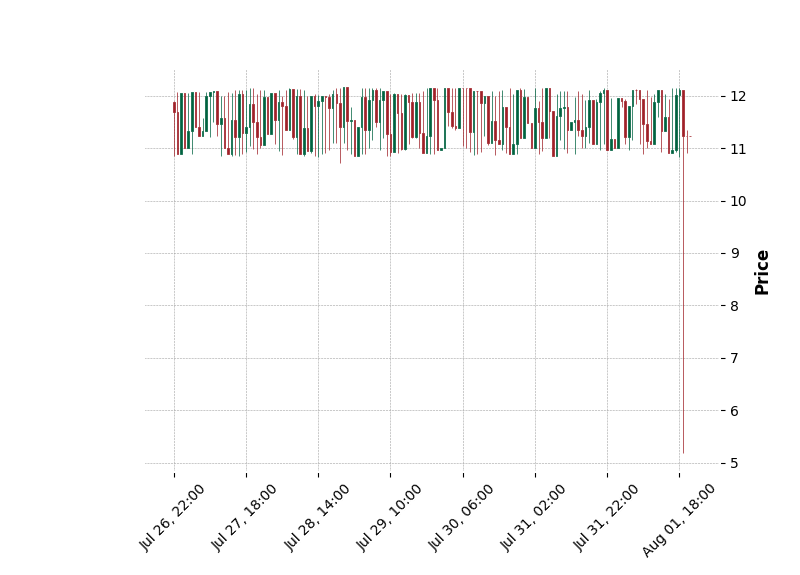 12
11
10
9
8
7
6
5
Price
Jul 26, 22:00
Jul 27, 18:00
Jul 28, 14:00
Jul 29, 10:00
Jul 30, 06:00
Jul 31, 02:00
Jul 31, 22:00
Aug 01, 18:00